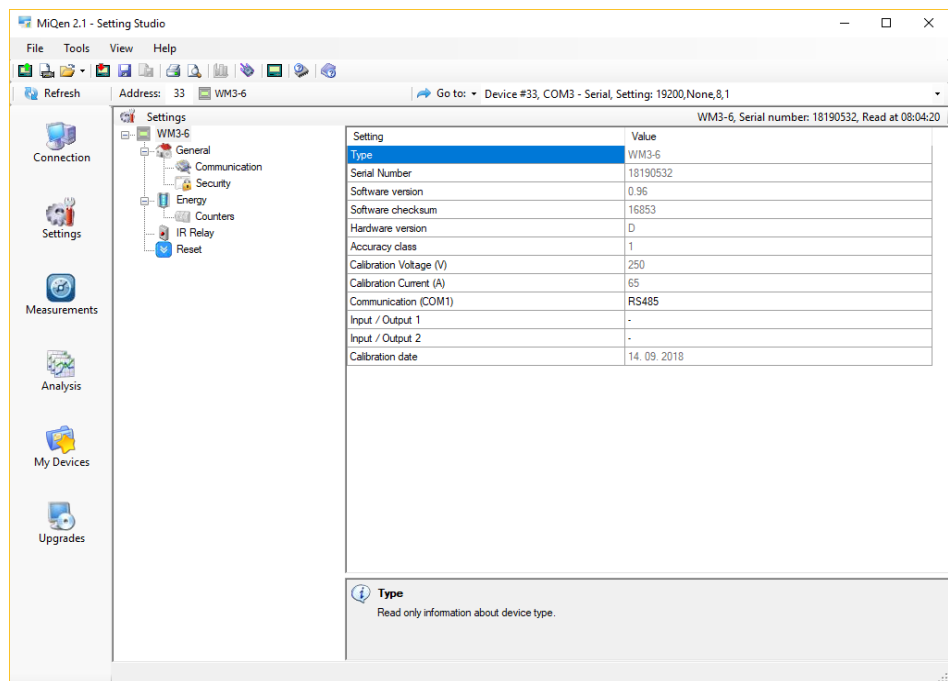 MiQen 2.1 - Setting Studio
File Tools View Help
Refresh Address: 33 WM3-6 Go to: Device #33, COM3 - Serial, Setting: 19200,None,8,1
Connection
Settings
Measurements
Analysis
My Devices
Upgrades
Settings WM3-6, Serial number: 18190532, Read at 08:04:20
WM3-6
General
Communication
Security
Energy
Counters
IR Relay
Reset
Setting Value
Type WM3-6
Serial Number 18190532
Software version 0.96
Software checksum 16853
Hardware version D
Accuracy class 1
Calibration Voltage (V) 250
Calibration Current (A) 65
Communication (COM1) RS485
Input / Output 1 -
Input / Output 2 -
Calibration date 14. 09. 2018
Type
Read only information about device type.